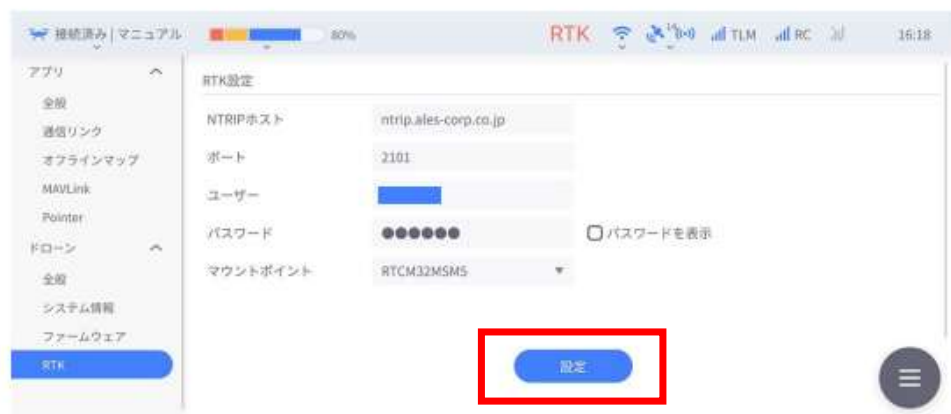 接続済み | マニュアル 80% RTK 14 TLM RC 16:18
アプリ
全般
通信リンク
オフラインマップ
MAVLink
Pointer
ドローン
全般
システム情報
ファームウェア
RTK
RTK設定
NTRIPホスト ntrip.ales-corp.co.jp
ポート 2101
ユーザー
パスワード ●●●●●● パスワードを表示
マウントポイント RTCM32MSM5
設定